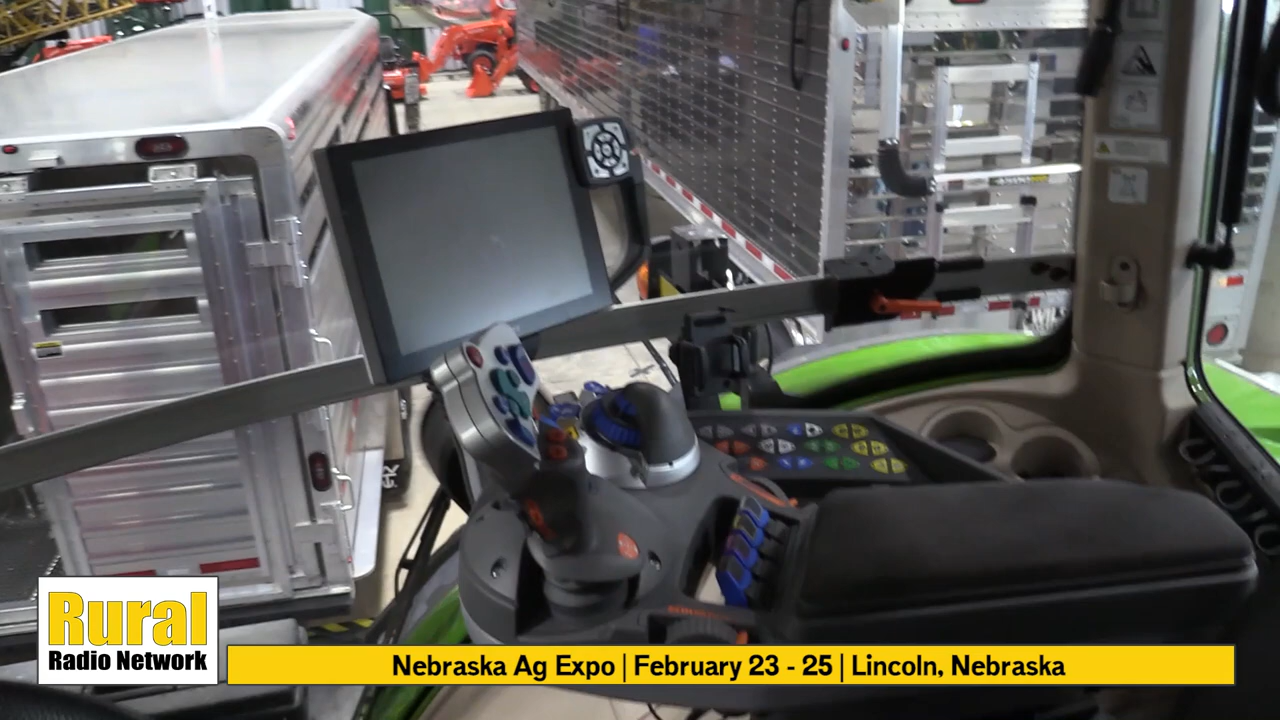 Rural
Radio Network
Nebraska Ag Expo | February 23 - 25 | Lincoln, Nebraska